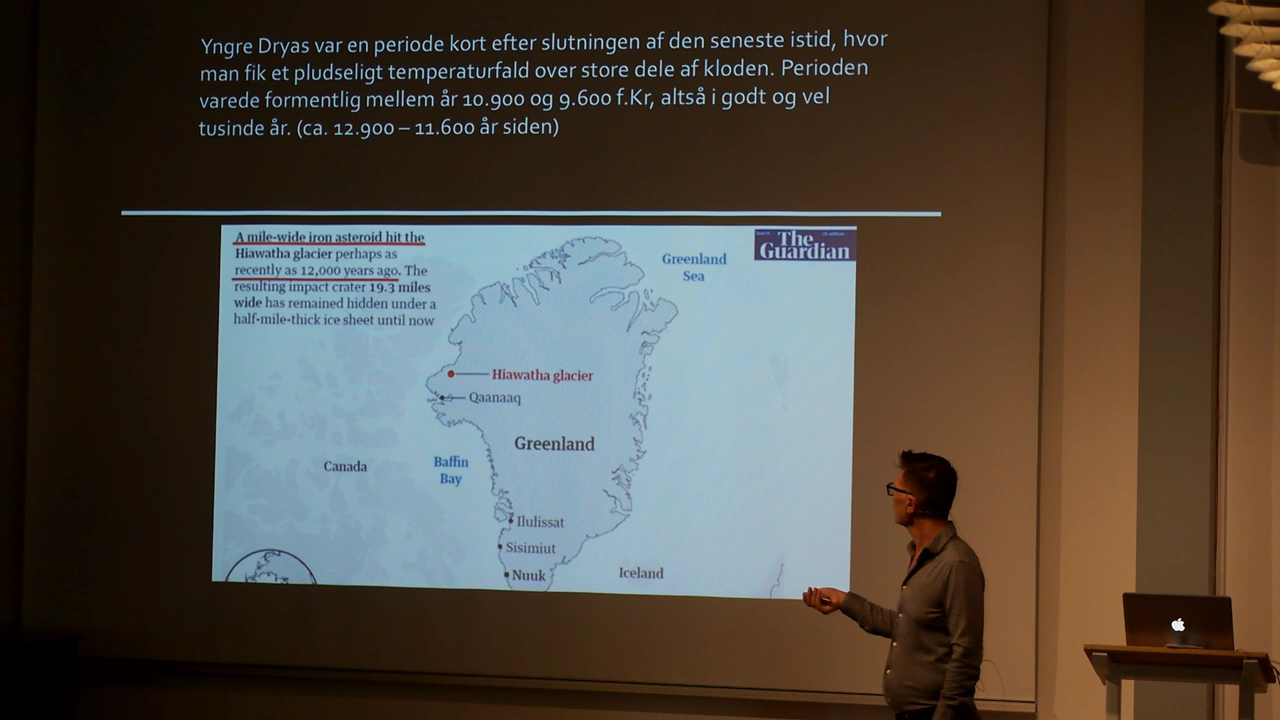 Yngre Dryas var en periode kort efter slutningen af den seneste istid, hvor
man fik et pludseligt temperaturfald over store dele af kloden. Perioden
varede formentlig mellem år 10.900 og 9.600 f.Kr, altså i godt og vel
tusinde år. (ca. 12.900 – 11.600 år siden)
A mile-wide iron asteroid hit the
Hiawatha glacier perhaps as
recently as 12,000 years ago. The
resulting impact crater 19.3 miles
wide has remained hidden under a
half-mile-thick ice sheet until now
The
Guardian
Greenland
Sea
Hiawatha glacier
Qaanaaq
Greenland
Canada
Baffin
Bay
Ilulissat
Sisimiut
Nuuk
Iceland